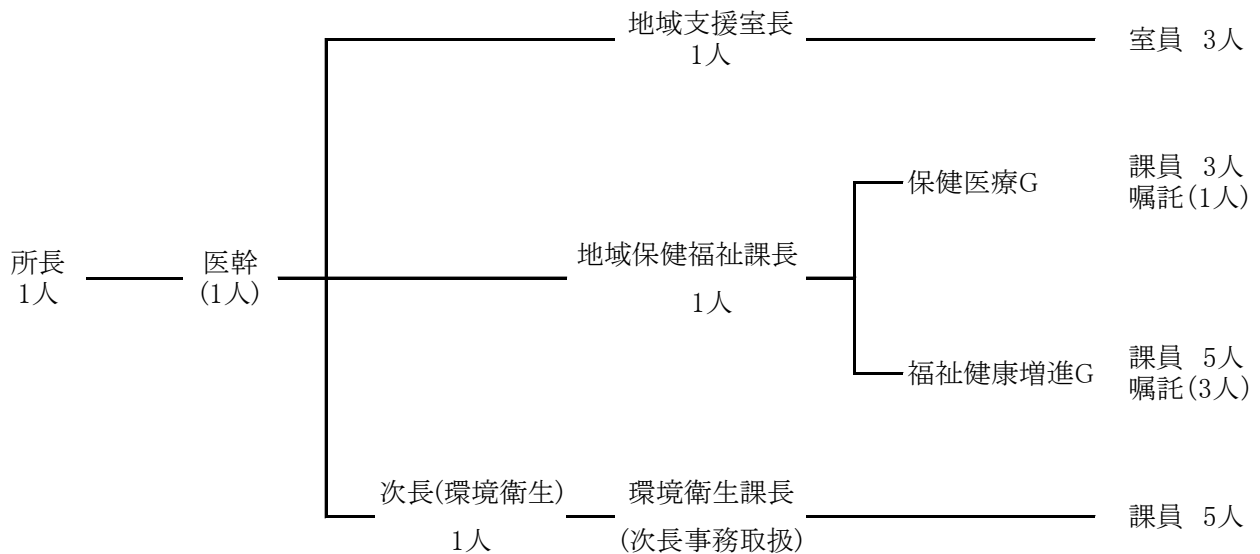 地域支援室長
1人
室員 3人
保健医療G
課員 3人
嘱託(1人)
所長
1人
医幹
(1人)
地域保健福祉課長
1人
福祉健康増進G
課員 5人
嘱託(3人)
次長(環境衛生)
1人
環境衛生課長
(次長事務取扱)
課員 5人